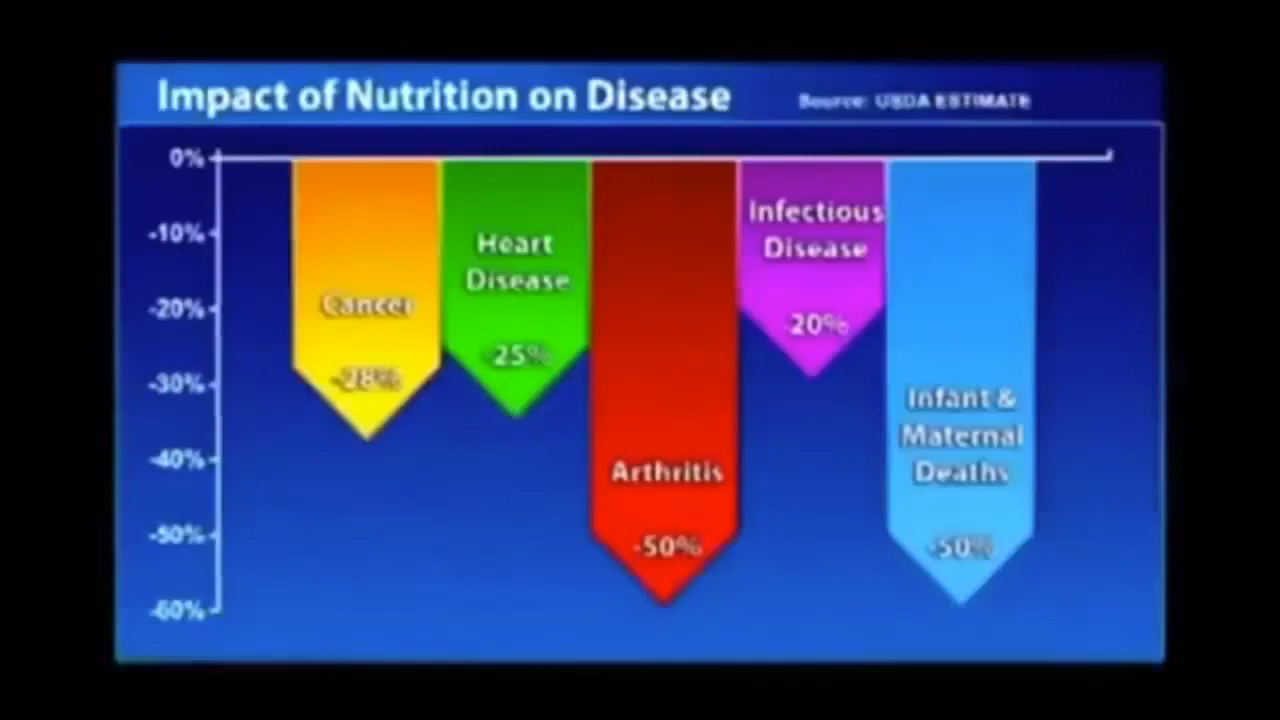 Impact of Nutrition on Disease
Source: USDA ESTIMATE
0%
-10%
-20%
-30%
-40%
-50%
-60%
Cancer
-28%
Heart
Disease
-25%
Arthritis
-50%
Infectious
Disease
-20%
Infant &
Maternal
Deaths
-50%